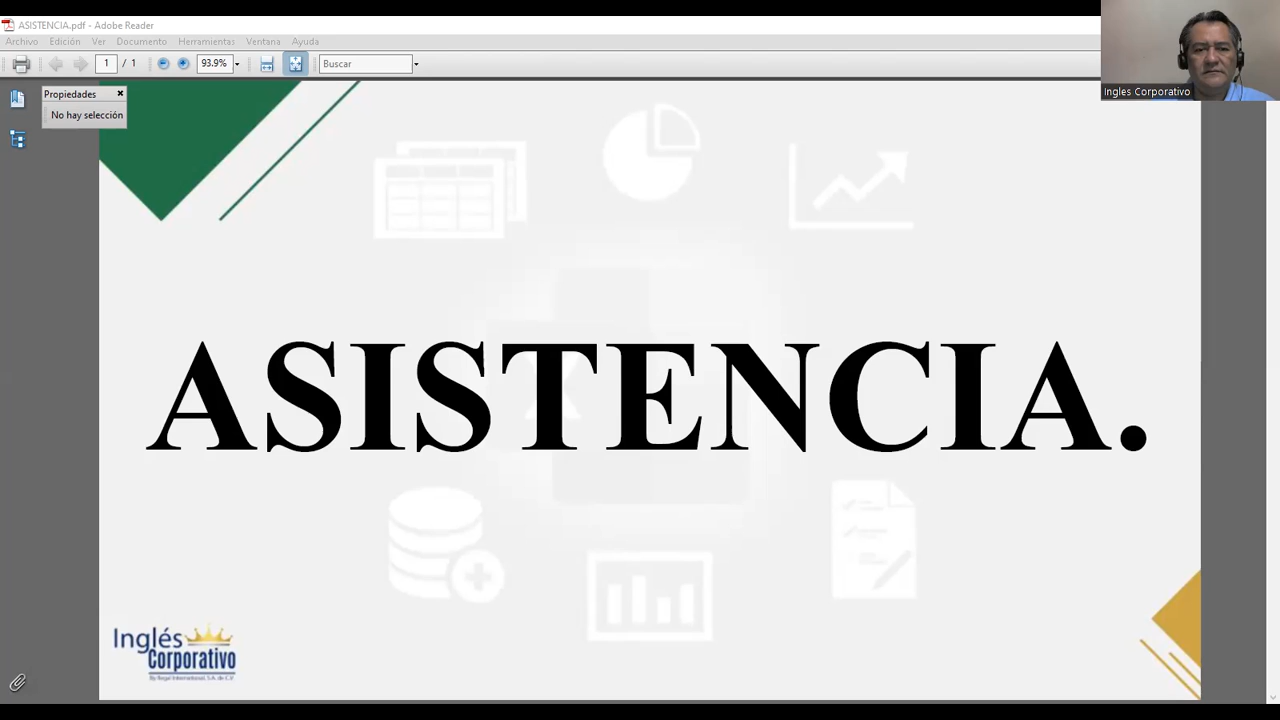 ASISTENCIA.pdf - Adobe Reader
Archivo Edición Ver Documento Herramientas Ventana Ayuda
1 / 1 93.9% Buscar
Ingles Corporativo
Propiedades
No hay selección
ASISTENCIA.
Inglés
Corporativo